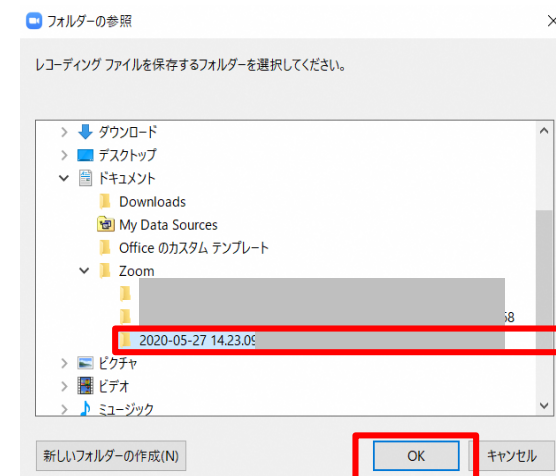 フォルダーの参照
レコーディング ファイルを保存するフォルダーを選択してください。
ダウンロード
デスクトップ
ドキュメント
Downloads
My Data Sources
Office のカスタム テンプレート
Zoom
58
2020-05-27 14.23.09
ピクチャ
ビデオ
ミュージック
新しいフォルダーの作成(N)
OK
キャンセル